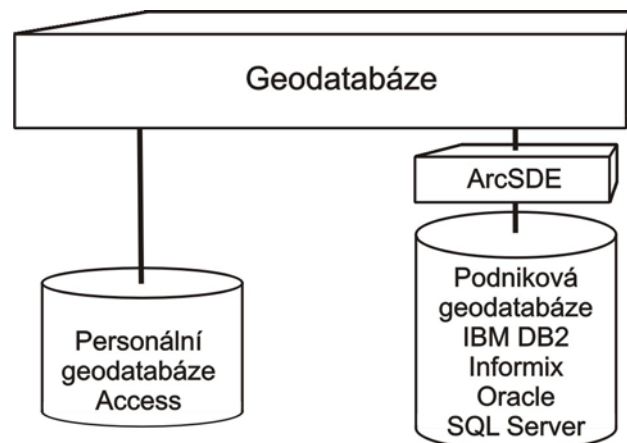 Geodatabáze
ArcSDE
Personální
geodatabáze
Access
Podniková
geodatabáze
IBM DB2
Informix
Oracle
SQL Server